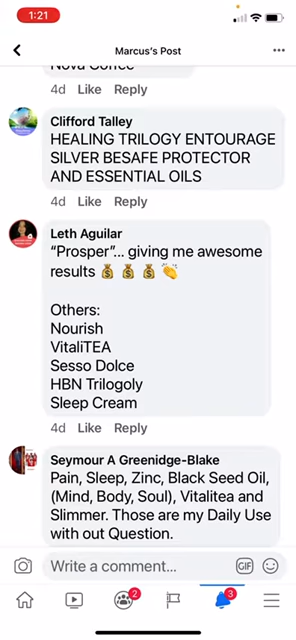 1:21
Marcus's Post
Nova Coffee
4d Like Reply
Clifford Talley
HEALING TRILOGY ENTOURAGE
SILVER BESAFE PROTECTOR
AND ESSENTIAL OILS
4d Like Reply
Leth Aguilar
“Prosper”... giving me awesome
results 💰 💰 💰 👏
Others:
Nourish
VitaliTEA
Sesso Dolce
HBN Trilogoly
Sleep Cream
4d Like Reply
Seymour A Greenidge-Blake
Pain, Sleep, Zinc, Black Seed Oil,
(Mind, Body, Soul), Vitalitea and
Slimmer. Those are my Daily Use
with out Question.
Write a comment...
GIF
2
3